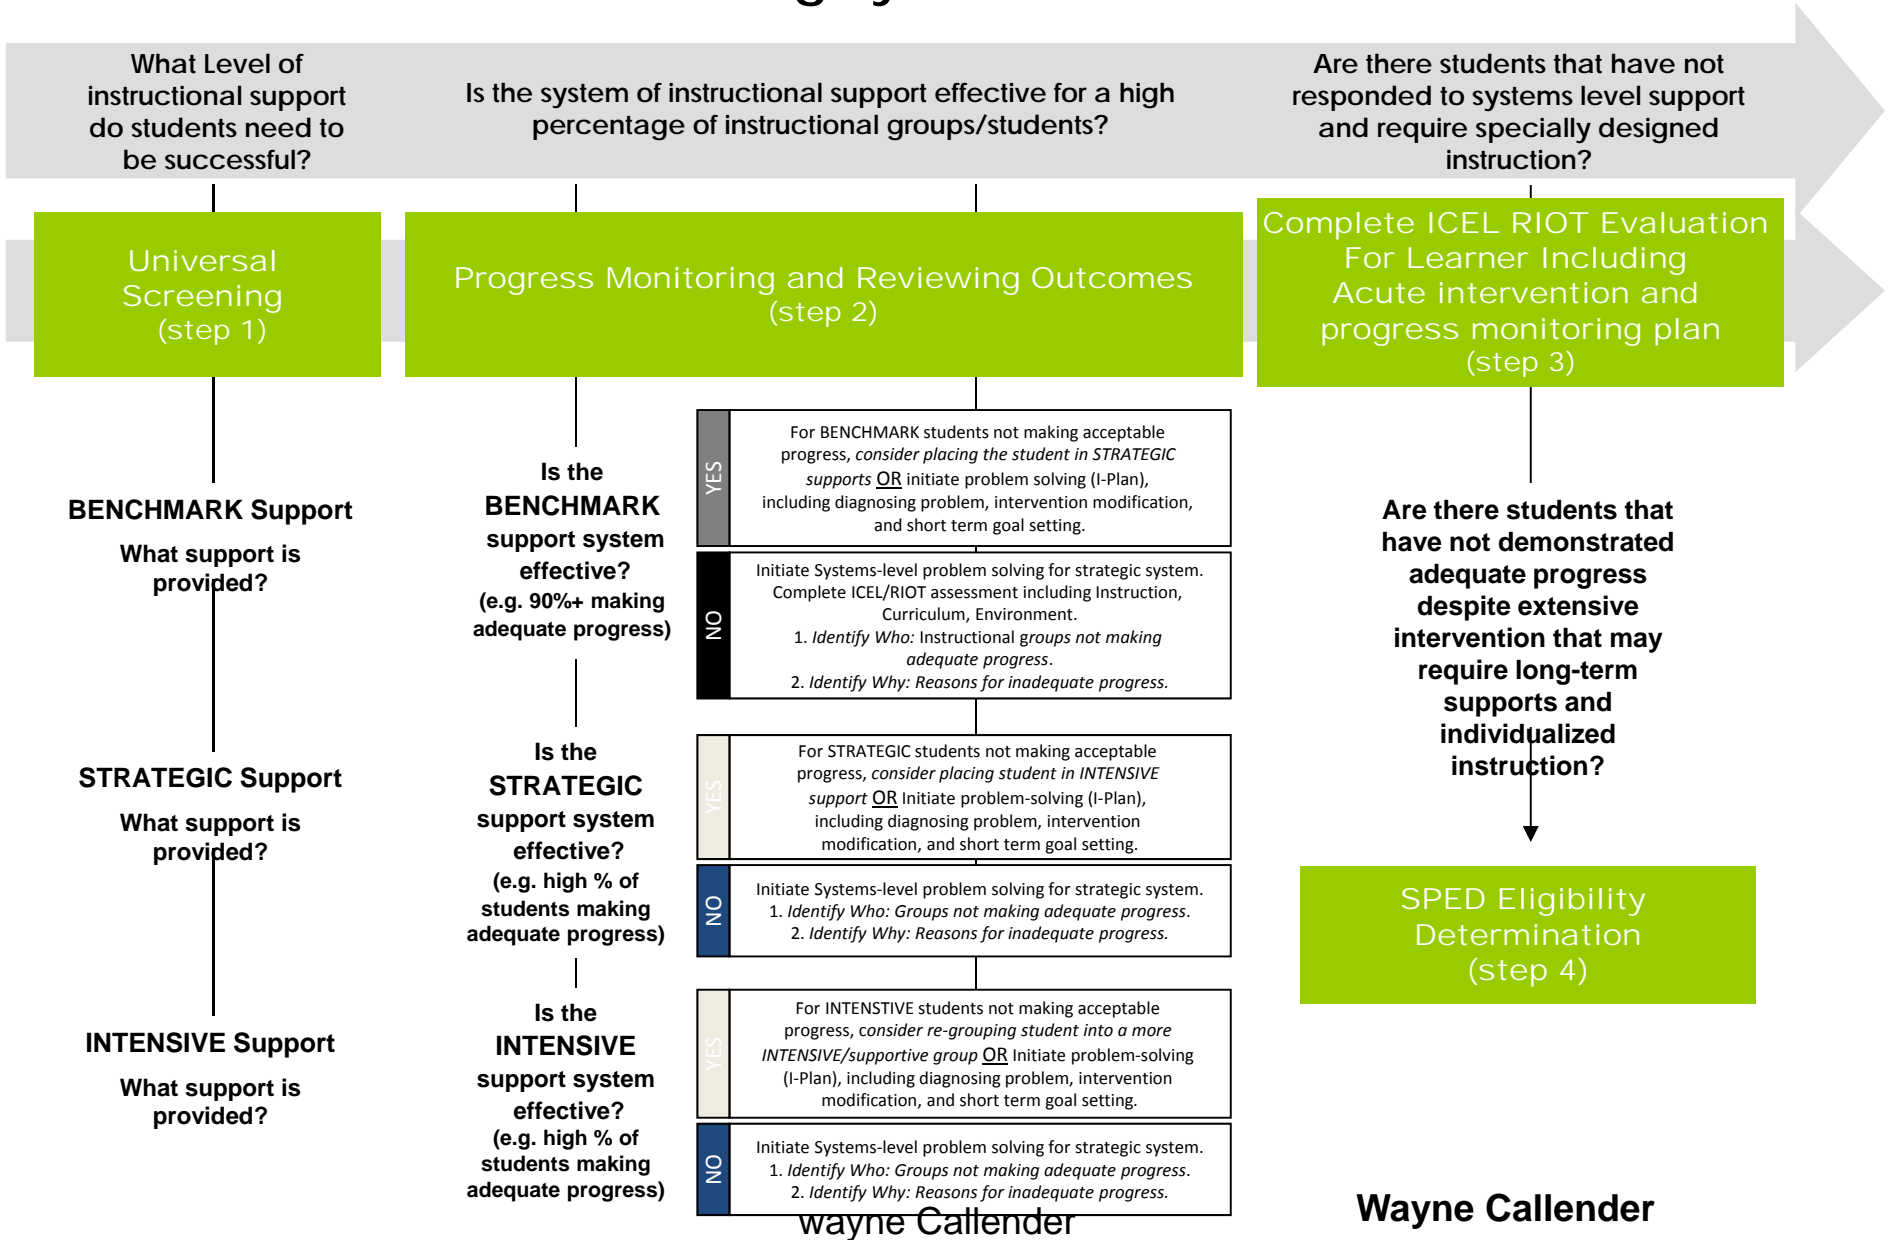 What Level of
instructional support
do students need to
be successful?
Is the system of instructional support effective for a high
percentage of instructional groups/students?
Are there students that have not
responded to systems level support
and require specially designed
instruction?
Universal
Screening
(step 1)
Progress Monitoring and Reviewing Outcomes
(step 2)
Complete ICEL RIOT Evaluation
For Learner Including
Acute intervention and
progress monitoring plan
(step 3)
BENCHMARK Support
What support is
provided?
STRATEGIC Support
What support is
provided?
INTENSIVE Support
What support is
provided?
Is the
BENCHMARK
support system
effective?
(e.g. 90%+ making
adequate progress)
YES
For BENCHMARK students not making acceptable
progress, consider placing the student in STRATEGIC
supports OR initiate problem solving (I-Plan),
including diagnosing problem, intervention modification,
and short term goal setting.
NO
Initiate Systems-level problem solving for strategic system.
Complete ICEL/RIOT assessment including Instruction,
Curriculum, Environment.
1. Identify Who: Instructional groups not making
adequate progress.
2. Identify Why: Reasons for inadequate progress.
Is the
STRATEGIC
support system
effective?
(e.g. high % of
students making
adequate progress)
YES
For STRATEGIC students not making acceptable
progress, consider placing student in INTENSIVE
support OR Initiate problem-solving (I-Plan),
including diagnosing problem, intervention
modification, and short term goal setting.
NO
Initiate Systems-level problem solving for strategic system.
1. Identify Who: Groups not making adequate progress.
2. Identify Why: Reasons for inadequate progress.
Is the
INTENSIVE
support system
effective?
(e.g. high % of
students making
adequate progress)
YES
For INTENSTIVE students not making acceptable
progress, consider re-grouping student into a more
INTENSIVE/supportive group OR Initiate problem-solving
(I-Plan), including diagnosing problem, intervention
modification, and short term goal setting.
NO
Initiate Systems-level problem solving for strategic system.
1. Identify Who: Groups not making adequate progress.
2. Identify Why: Reasons for inadequate progress.
Are there students that
have not demonstrated
adequate progress
despite extensive
intervention that may
require long-term
supports and
individualized
instruction?
SPED Eligibility
Determination
(step 4)
wayne Callender
Wayne Callender